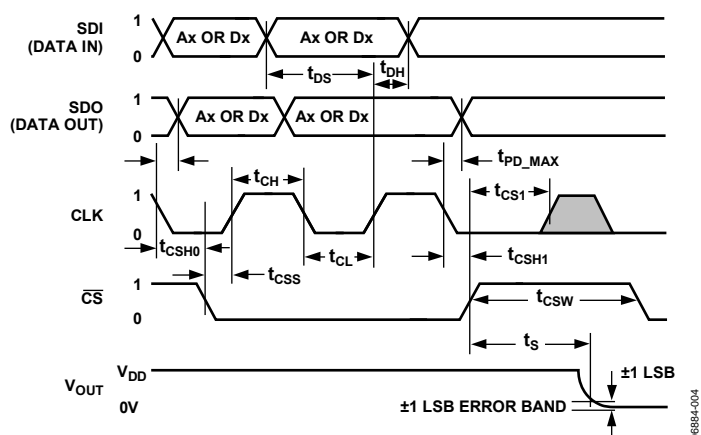 SDI
(DATA IN)
1
0
Ax OR Dx
Ax OR Dx
tDS
tDH
SDO
(DATA OUT)
1
0
Ax OR Dx
Ax OR Dx
tPD_MAX
tCH
tCS1
CLK
1
0
tCSH0
tCSS
tCL
tCSH1
CS
1
0
tCSW
tS
VOUT
VDD
0V
±1 LSB
±1 LSB ERROR BAND
06884-004